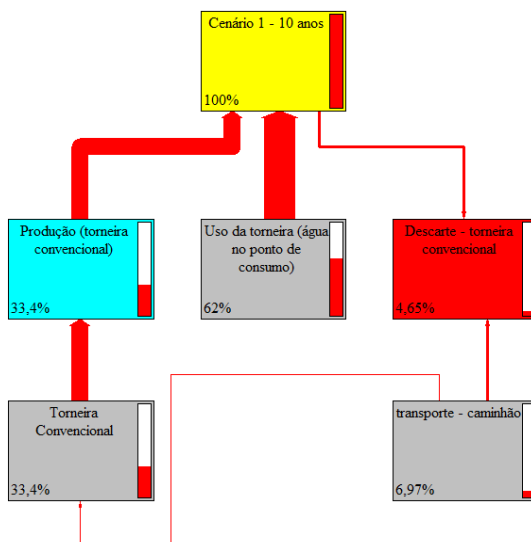 Cenário 1 - 10 anos
100%
Produção (torneira
convencional)
33,4%
Uso da torneira (água
no ponto de
consumo)
62%
Descarte - torneira
convencional
4,65%
Torneira
Convencional
33,4%
transporte - caminhão
6,97%